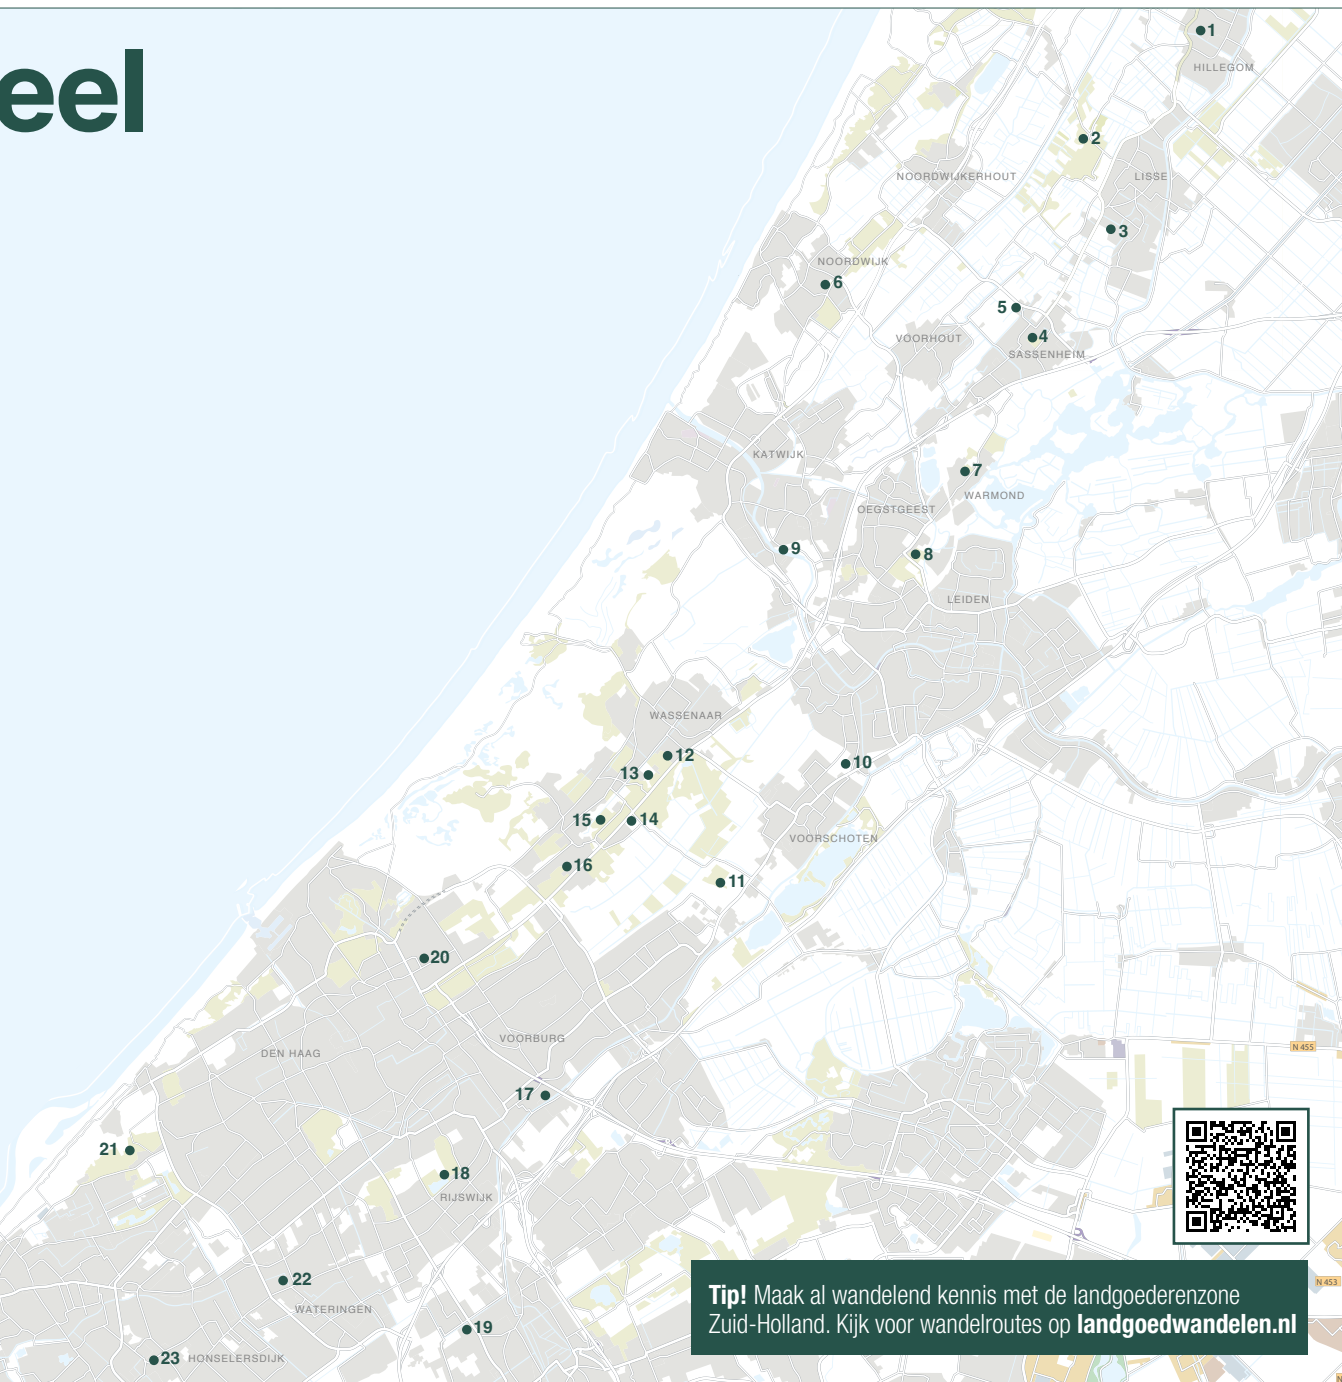 eel
1
HILLEGOM
2
NOORDWIJKERHOUT
LISSE
3
NOORDWIJK
6
5
4
VOORHOUT
SASSENHEIM
KATWIJK
7
WARMOND
OEGSTGEEST
9
8
LEIDEN
WASSENAAR
12
13
10
15
14
VOORSCHOTEN
16
11
20
VOORBURG
DEN HAAG
N 455
17
21
18
RIJSWIJK
22
N 453
WATERINGEN
19
23 HONSELERSDIJK
Tip! Maak al wandelend kennis met de landgoederenzone
Zuid-Holland. Kijk voor wandelroutes op landgoedwandelen.nl